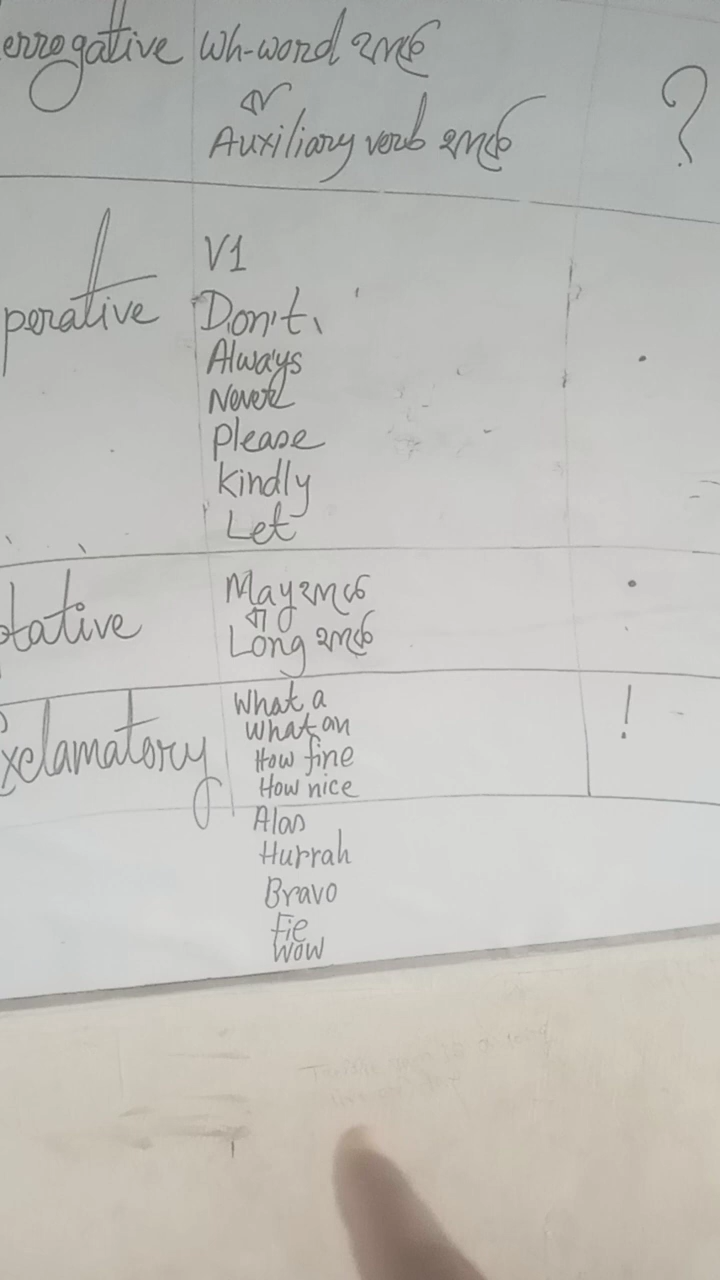 errogative Wh-word থাকে ?
বা
Auxiliary verb থাকে
V1
perative Don't
Always
Never
Please
Kindly
Let
tative May থাকে .
বা
Long থাকে
xclamatory What a !
What an
How fine
How nice
Alas
Hurrah
Bravo
Fie
Wow